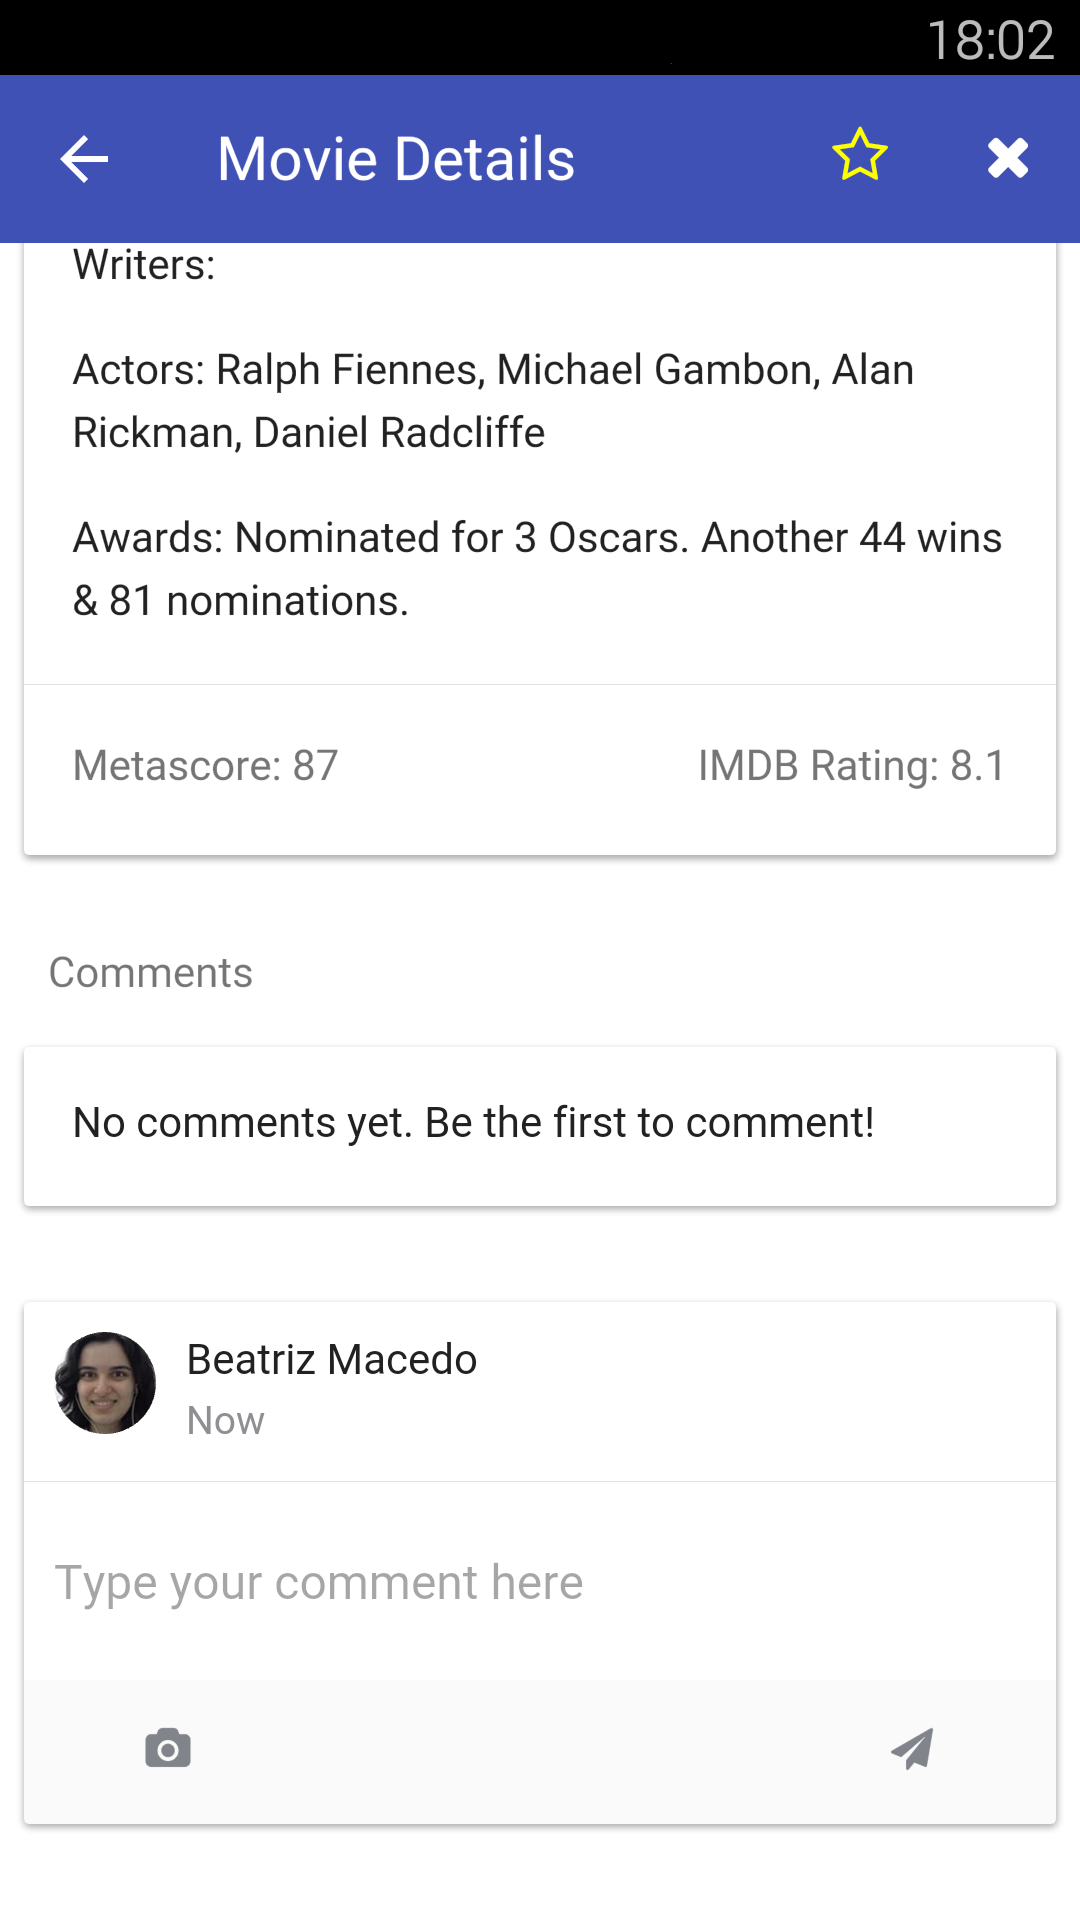 18:02
Movie Details
Writers:
Actors: Ralph Fiennes, Michael Gambon, Alan
Rickman, Daniel Radcliffe
Awards: Nominated for 3 Oscars. Another 44 wins
& 81 nominations.
Metascore: 87
IMDB Rating: 8.1
Comments
No comments yet. Be the first to comment!
Beatriz Macedo
Now
Type your comment here